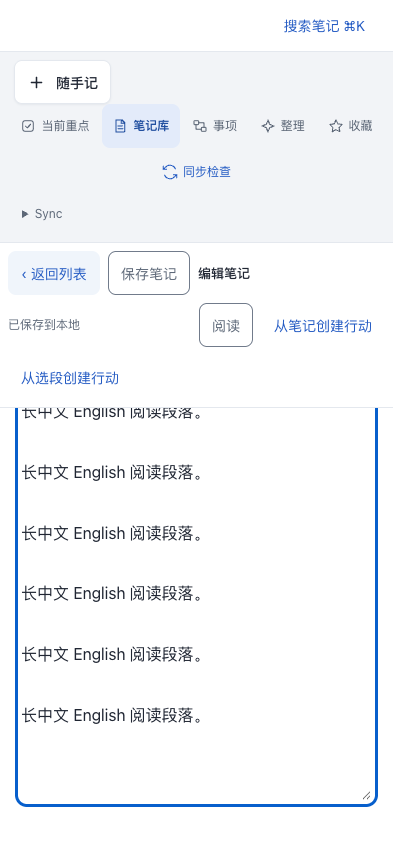 搜索笔记 ⌘K
随手记
当前重点 笔记库 事项 整理 收藏
同步检查
Sync
‹ 返回列表 保存笔记 编辑笔记
已保存到本地 阅读 从笔记创建行动
从选段创建行动
长中文 English 阅读段落。
长中文 English 阅读段落。
长中文 English 阅读段落。
长中文 English 阅读段落。
长中文 English 阅读段落。
长中文 English 阅读段落。